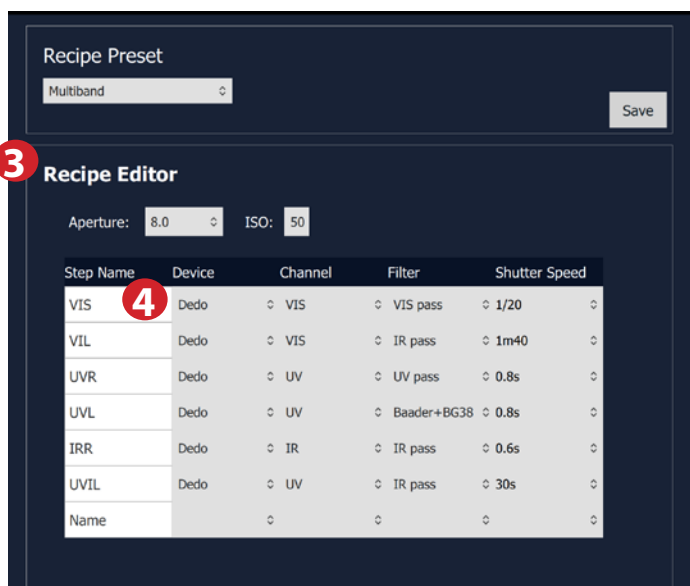 Recipe Preset
Multiband
Save
3
Recipe Editor
Aperture: 8.0 ISO: 50
Step Name Device Channel Filter Shutter Speed
VIS 4 Dedo VIS VIS pass 1/20
VIL Dedo VIS IR pass 1m40
UVR Dedo UV UV pass 0.8s
UVL Dedo UV Baader+BG38 0.8s
IRR Dedo IR IR pass 0.6s
UVIL Dedo UV IR pass 30s
Name